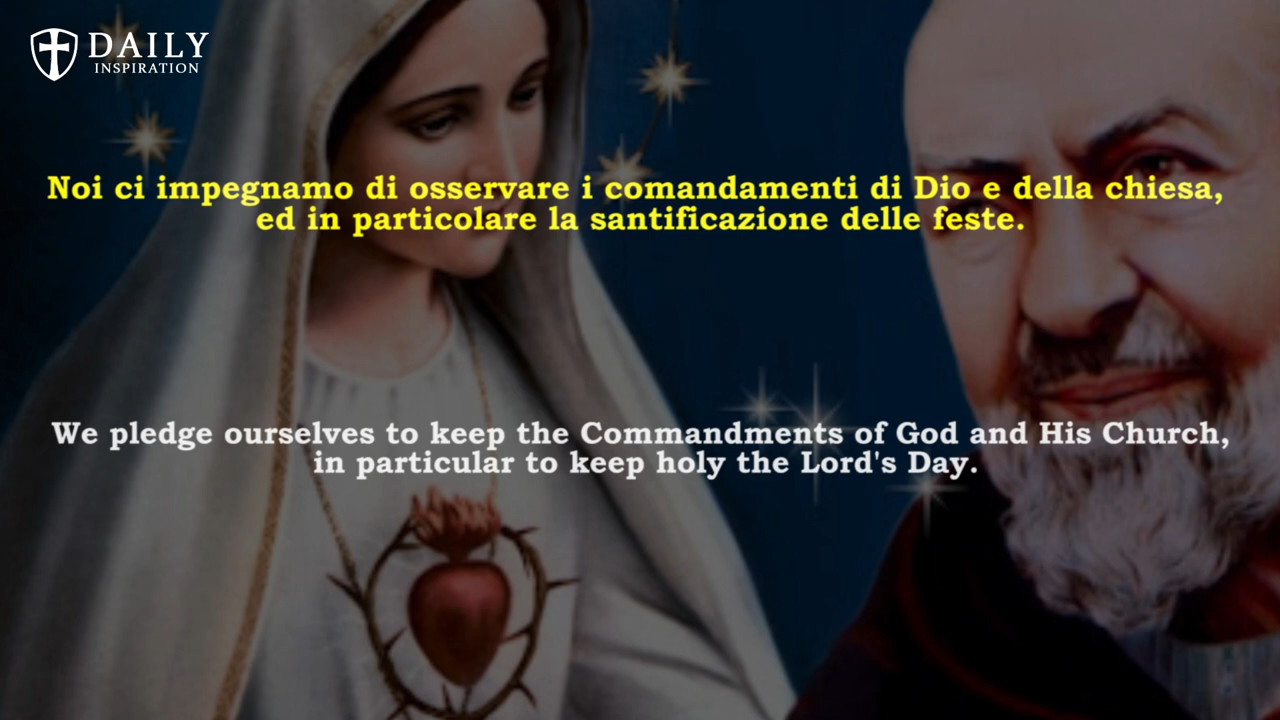 DAILY
INSPIRATION
Noi ci impegnamo di osservare i comandamenti di Dio e della chiesa,
ed in particolare la santificazione delle feste.
We pledge ourselves to keep the Commandments of God and His Church,
in particular to keep holy the Lord's Day.